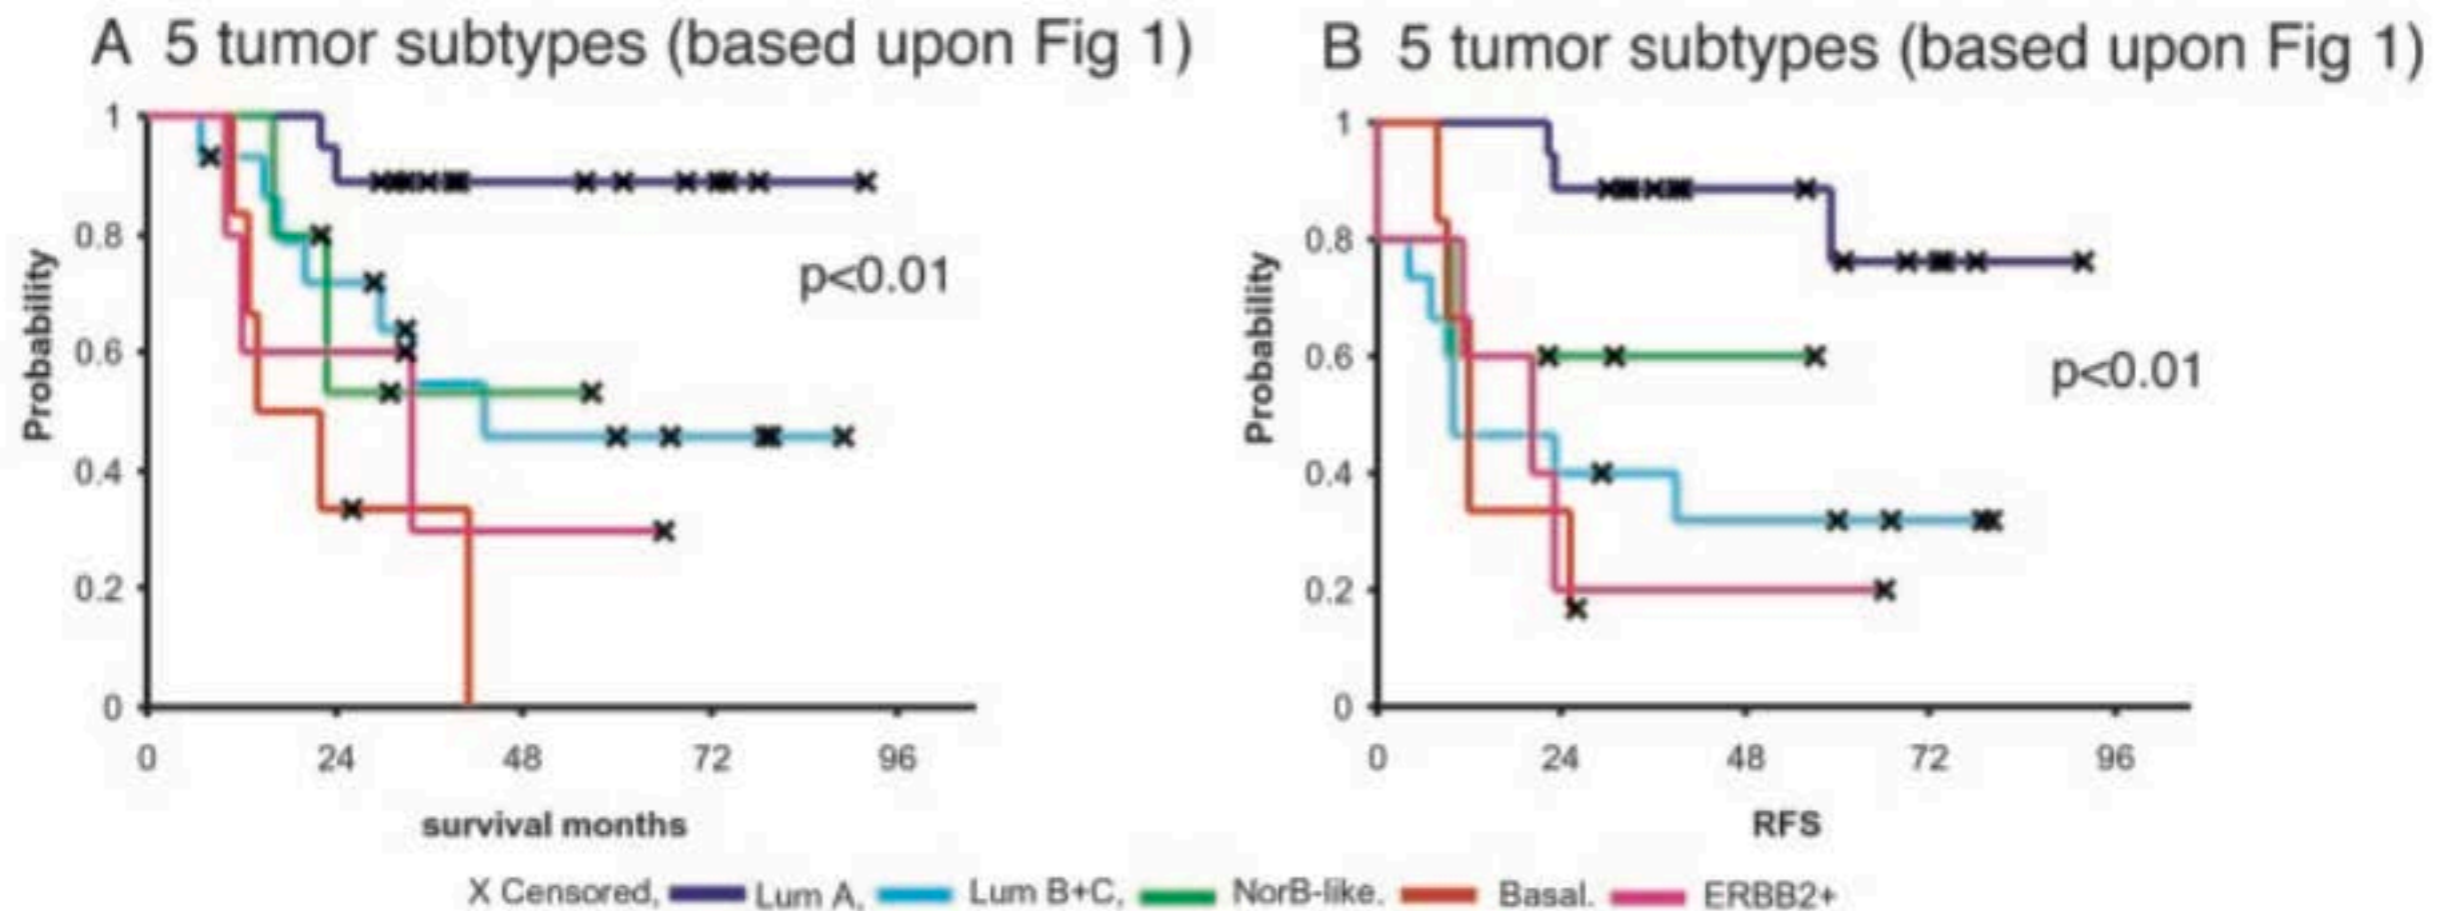 A 5 tumor subtypes (based upon Fig 1)
1
0.8
0.6
0.4
0.2
0
Probability
p<0.01
0 24 48 72 96
survival months
B 5 tumor subtypes (based upon Fig 1)
1
0.8
0.6
0.4
0.2
0
Probability
p<0.01
0 24 48 72 96
RFS
X Censored, Lum A, Lum B+C, NorB-like. Basal. ERBB2+